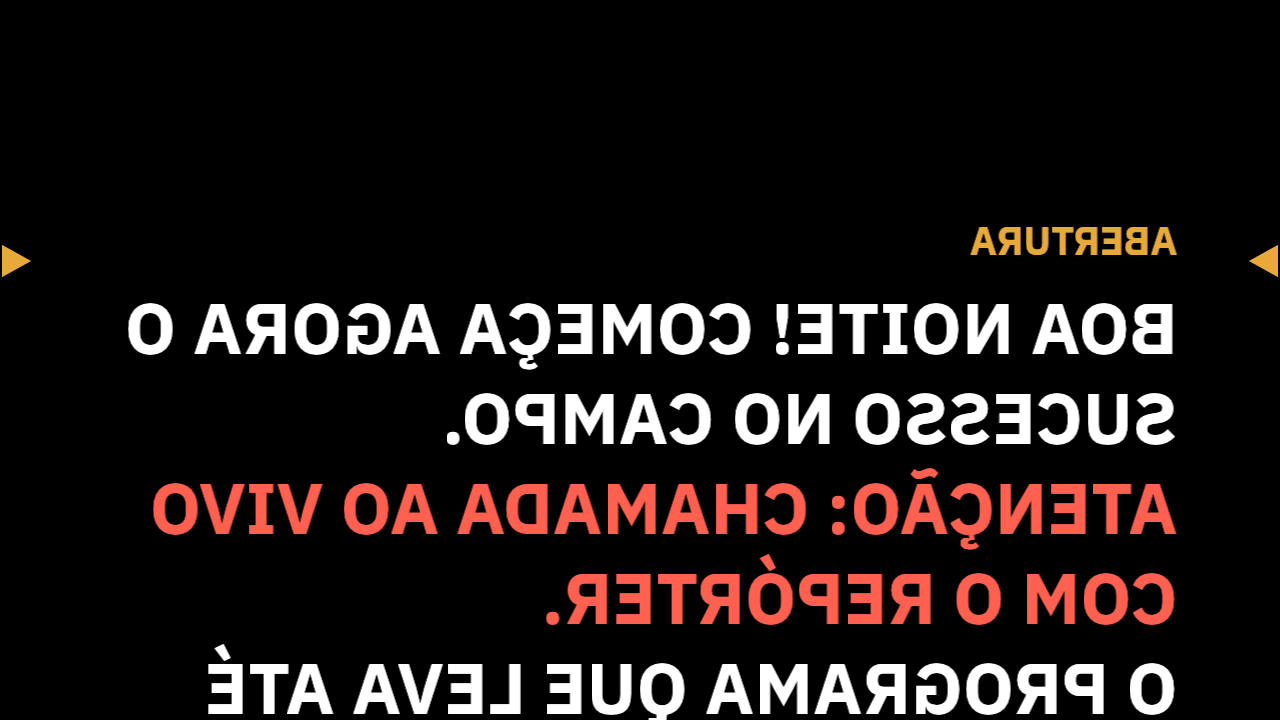 ABERTURA
BOA NOITE! COMEÇA AGORA O
SUCESSO NO CAMPO.
ATENÇÃO: CHAMADA AO VIVO
COM O REPÓRTER.
O PROGRAMA QUE LEVA ATÉ